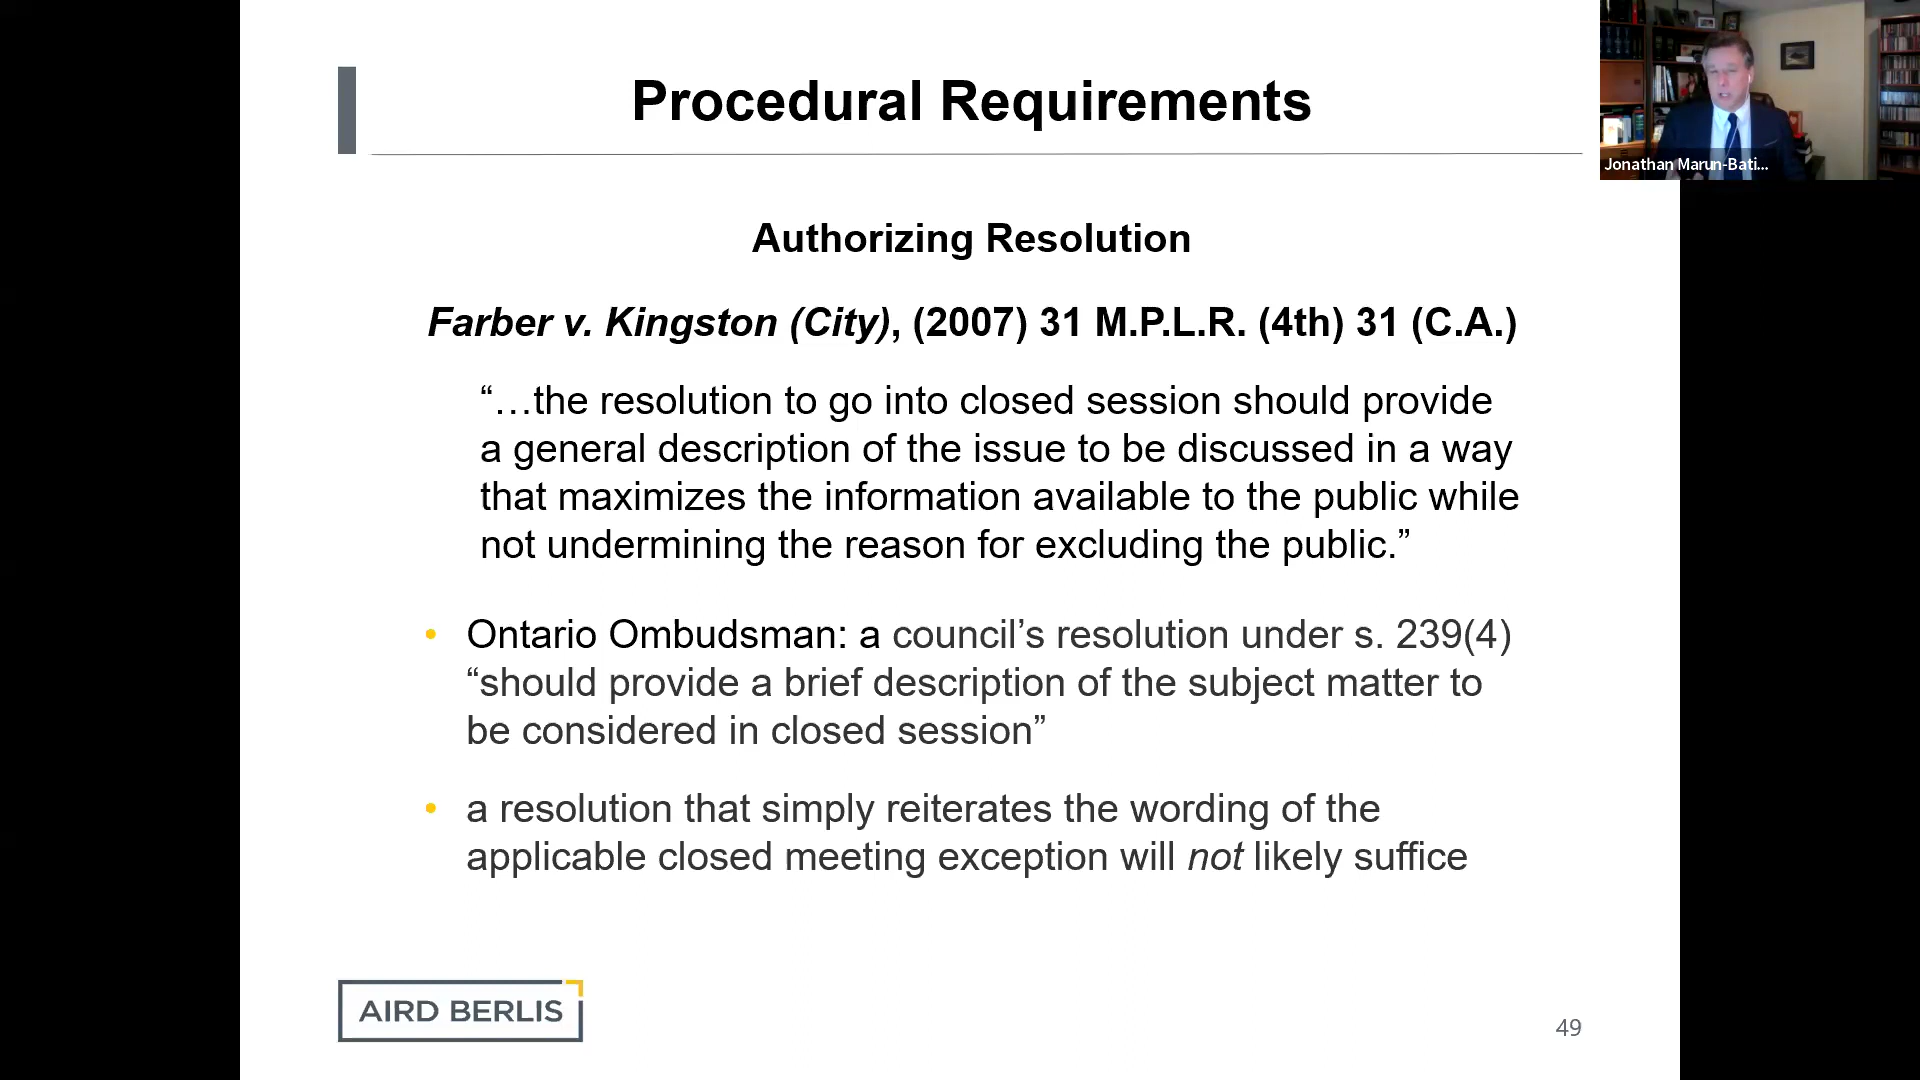 Procedural Requirements
Jonathan Marun-Bati...
Authorizing Resolution
Farber v. Kingston (City), (2007) 31 M.P.L.R. (4th) 31 (C.A.)
“…the resolution to go into closed session should provide
a general description of the issue to be discussed in a way
that maximizes the information available to the public while
not undermining the reason for excluding the public.”
• Ontario Ombudsman: a council’s resolution under s. 239(4)
“should provide a brief description of the subject matter to
be considered in closed session”
• a resolution that simply reiterates the wording of the
applicable closed meeting exception will not likely suffice
AIRD BERLIS
49